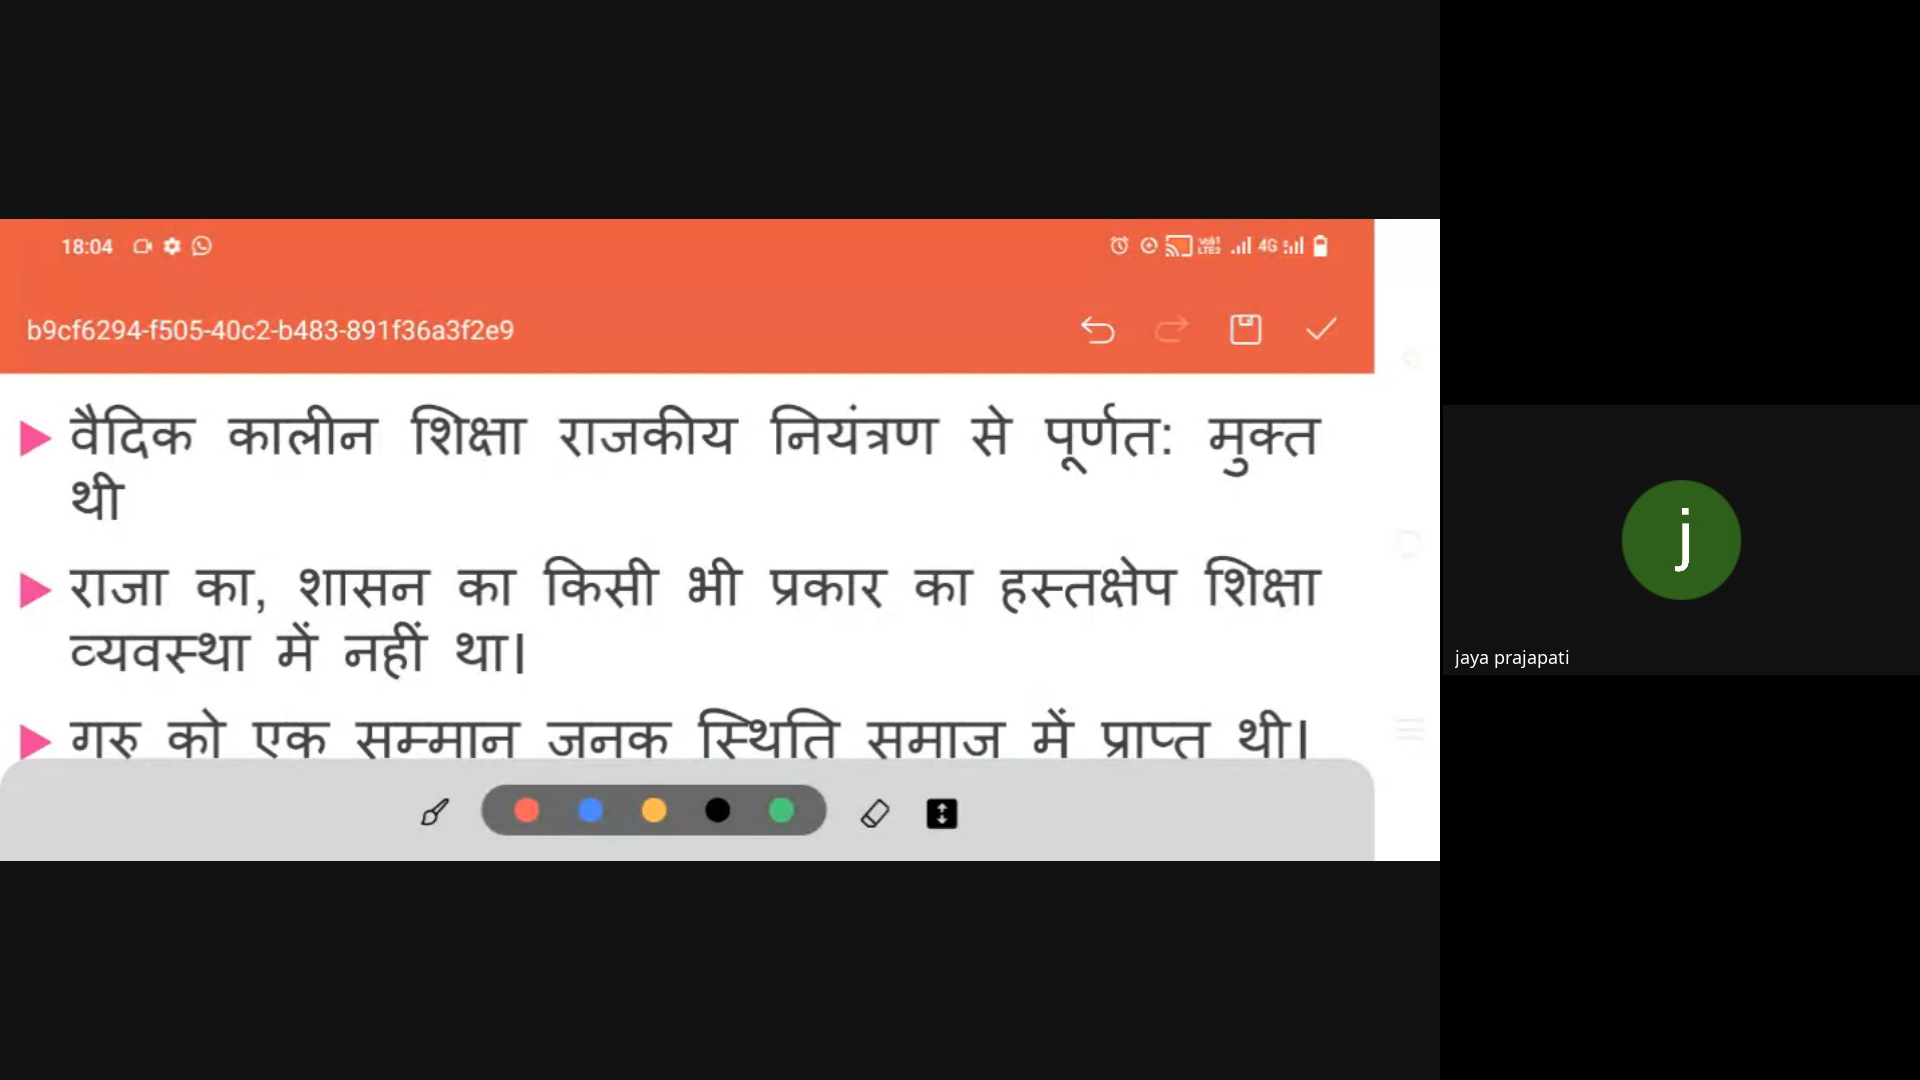 18:04
4G
b9cf6294-f505-40c2-b483-891f36a3f2e9
वैदिक कालीन शिक्षा राजकीय नियंत्रण से पूर्णत: मुक्त
थी
राजा का, शासन का किसी भी प्रकार का हस्तक्षेप शिक्षा
व्यवस्था में नहीं था।
गुरु को एक सम्मान जनक स्थिति समाज में प्राप्त थी।
j
jaya prajapati